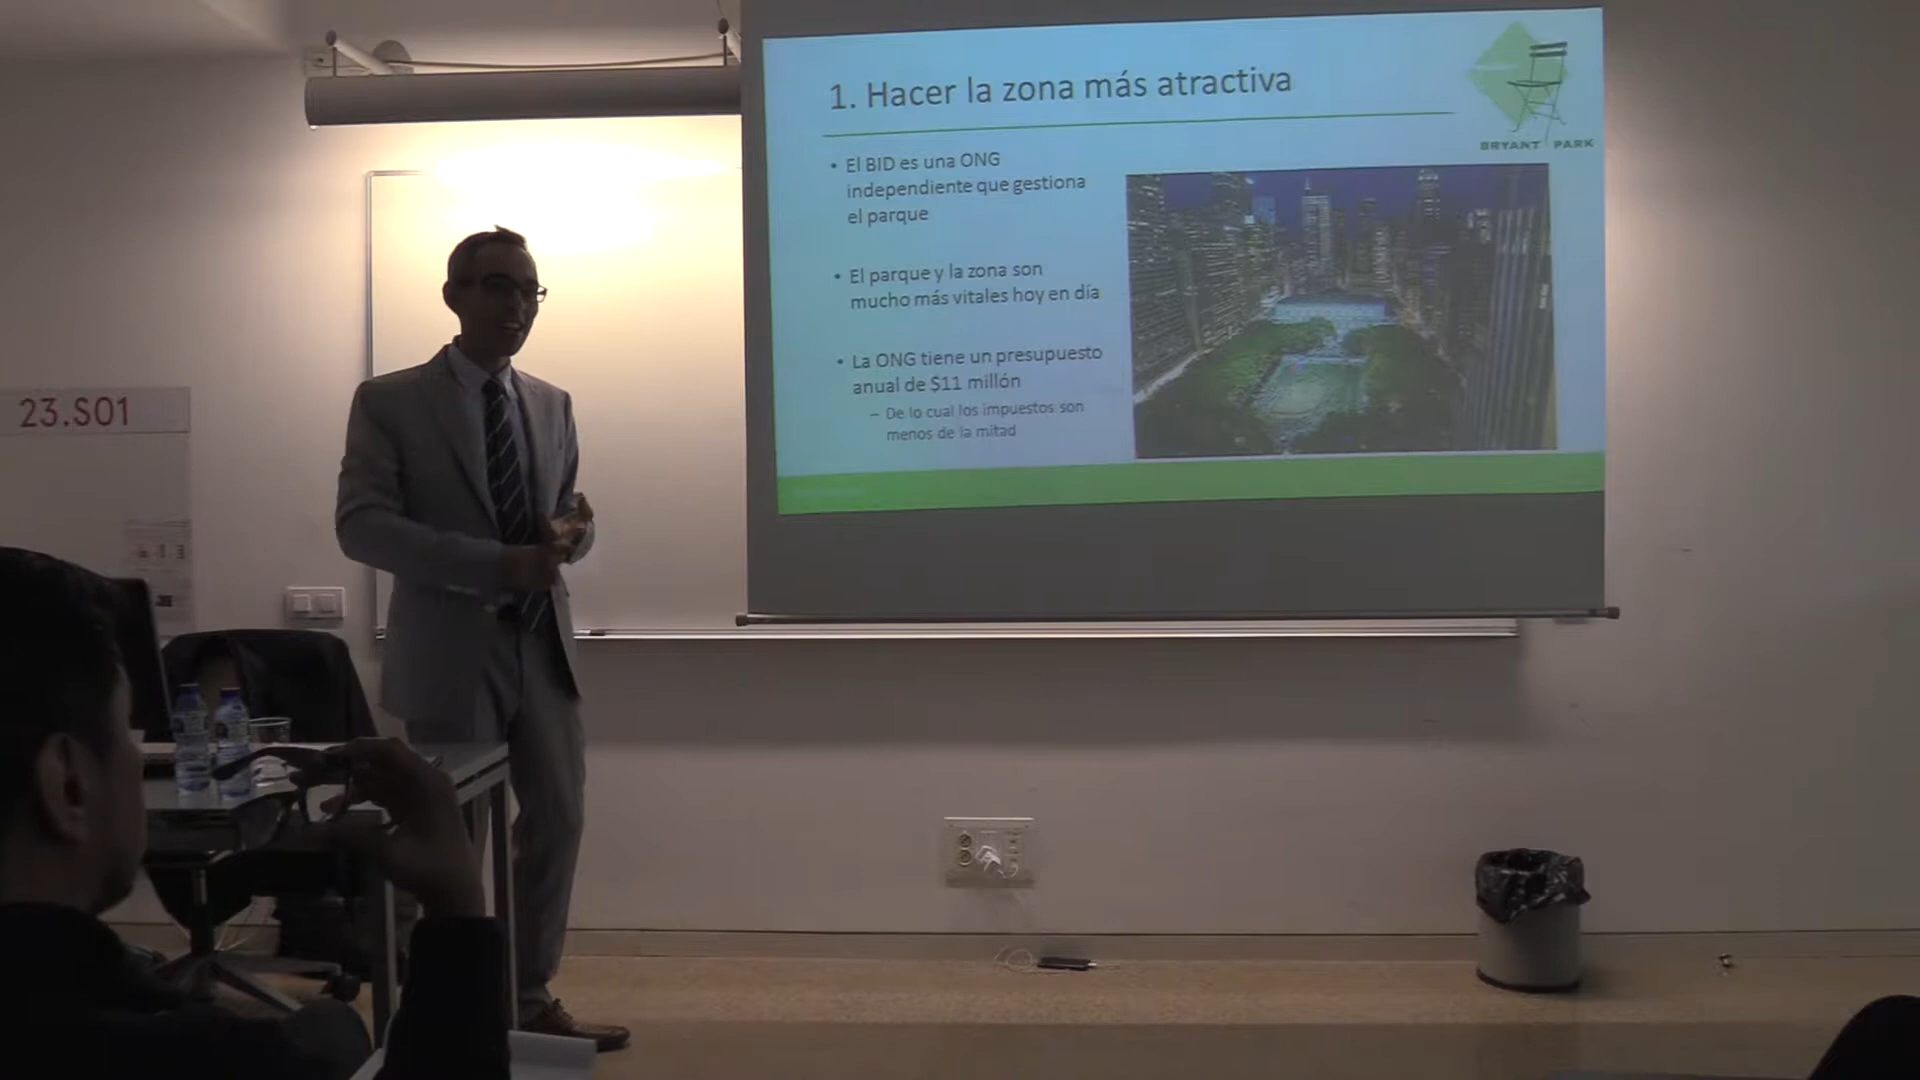 1. Hacer la zona más atractiva
BRYANT PARK
• El BID es una ONG
independiente que gestiona
el parque
• El parque y la zona son
mucho más vitales hoy en día
• La ONG tiene un presupuesto
anual de $11 millón
– De lo cual los impuestos son
menos de la mitad
23.S01